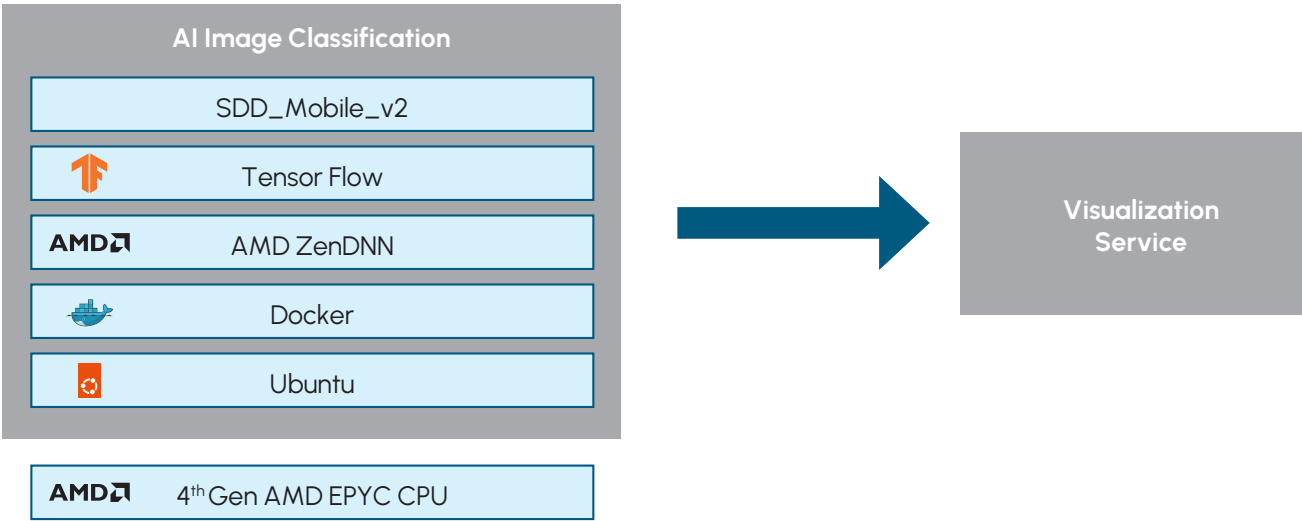 AI Image Classification
SDD_Mobile_v2
Tensor Flow
AMD AMD ZenDNN
Docker
Ubuntu
AMD 4th Gen AMD EPYC CPU
Visualization
Service